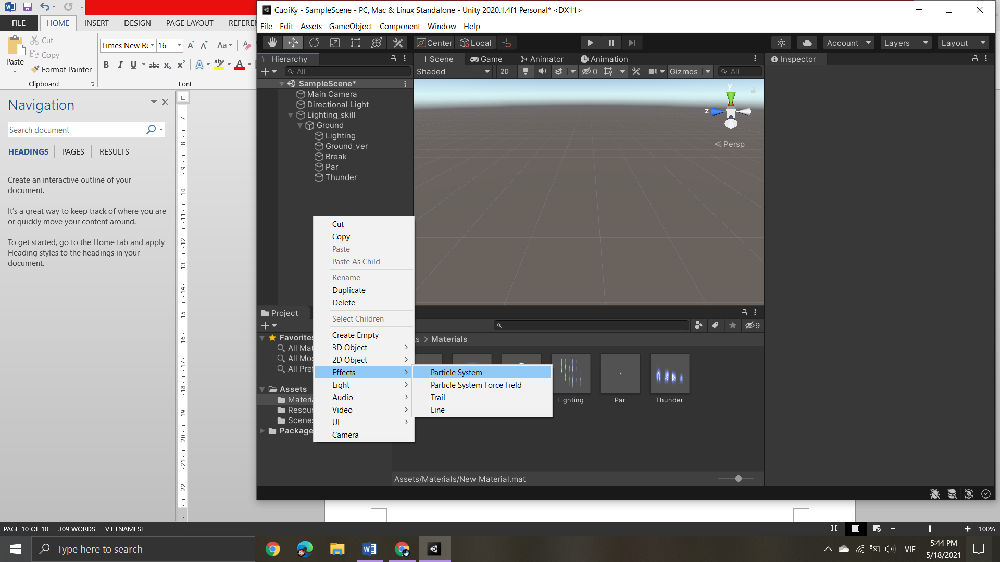 FILE
HOME
INSERT
DESIGN
PAGE LAYOUT
Paste
Cut
Copy
Format Painter
Clipboard
Times New Ro
16
Aa
B I U abc X₂ X²
A
A
Font
Navigation
Search document
HEADINGS
PAGES
RESULTS
Create an interactive outline of your
document.
It's a great way to keep track of where you are
or quickly move your content around.
To get started, go to the Home tab and apply
Heading styles to the headings in your
document.
L
7
8
9
10
11
12
13
14
15
16
17
18
19
20
21
22
CuoiKy - SampleScene - PC, Mac & Linux Standalone - Unity 2020.1.4f1 Personal* <DX11>
File
Edit
Assets
GameObject
Component
Window
Help
Center
Local
Account
Layers
Layout
Hierarchy
All
SampleScene*
Main Camera
Directional Light
Lighting_skill
Ground
Lighting
Ground_ver
Break
Par
Thunder
Scene
Game
Animator
Animation
Shaded
2D
0
Gizmos
All
y
z
Persp
Inspector
Cut
Copy
Paste
Paste As Child
Rename
Duplicate
Delete
Select Children
Create Empty
3D Object
2D Object
Effects
Light
Audio
Video
UI
Camera
Particle System
Particle System Force Field
Trail
Line
Project
9
Favorites
All
All
All
Assets
Scenes
Materials
Lighting
Par
Thunder
Assets/Materials/New Material.mat
PAGE 10 OF 10
309 WORDS
VIETNAMESE
100%
Type here to search
VIE
5:44 PM
5/18/2021